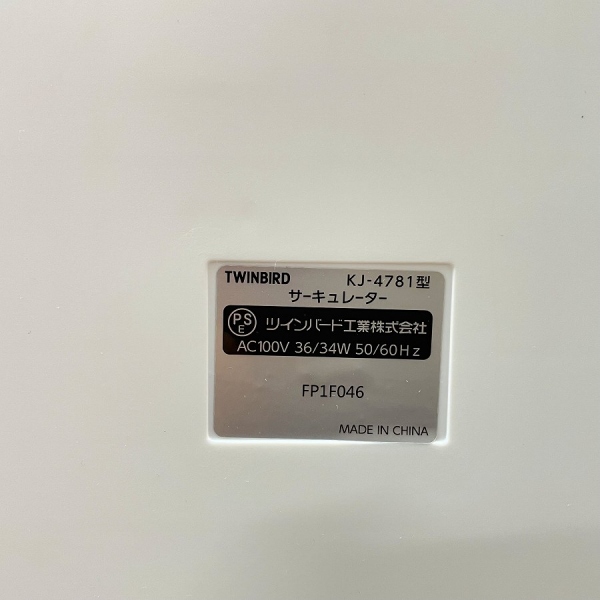 TWINBIRD KJ-4781型
サーキュレーター
PS
E ツインバード工業株式会社
AC100V 36/34W 50/60Hz
FP1F046
MADE IN CHINA